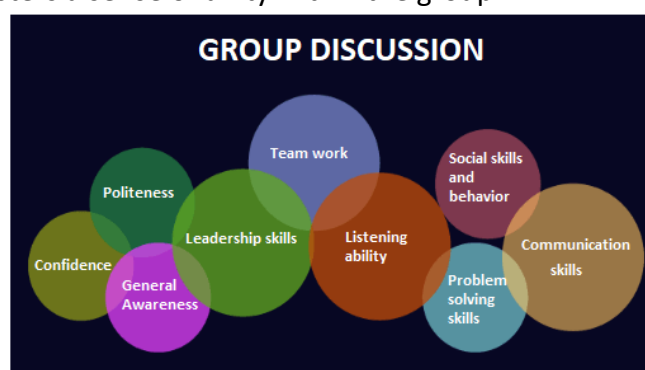 GROUP DISCUSSION
Team work
Politeness
Social skills
and
behavior
Leadership skills
Listening
ability
Communication
skills
Confidence
General
Awareness
Problem
solving
skills